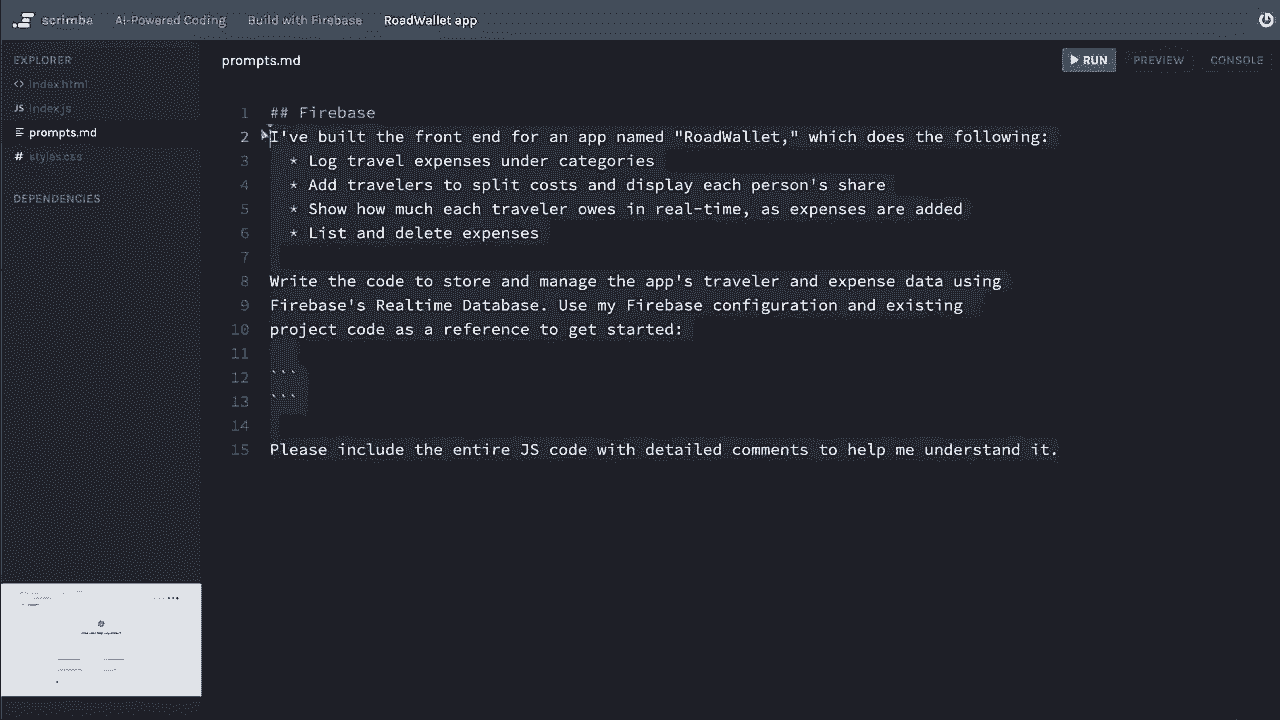 scrimba AI-Powered Coding Build with Firebase RoadWallet app
EXPLORER
prompts.md
RUN PREVIEW CONSOLE
<> index.html
JS index.js
prompts.md
# styles.css
DEPENDENCIES
1 ## Firebase
2 I've built the front end for an app named "RoadWallet," which does the following:
3 * Log travel expenses under categories
4 * Add travelers to split costs and display each person's share
5 * Show how much each traveler owes in real-time, as expenses are added
6 * List and delete expenses
7
8 Write the code to store and manage the app's traveler and expense data using
9 Firebase's Realtime Database. Use my Firebase configuration and existing
10 project code as a reference to get started:
11
12 ```
13 ```
14
15 Please include the entire JS code with detailed comments to help me understand it.